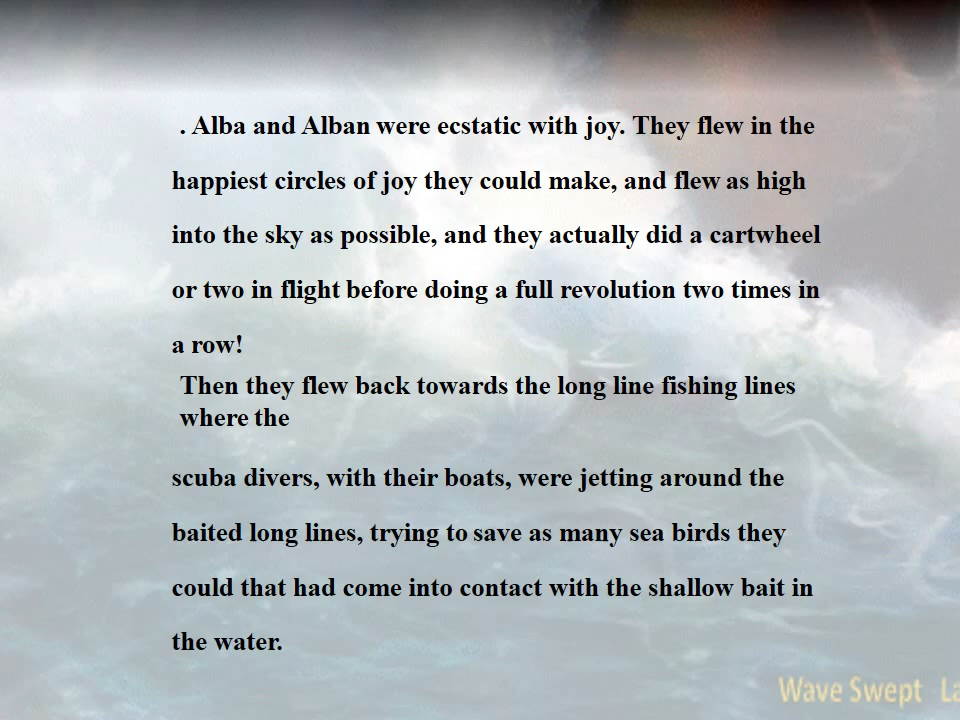 . Alba and Alban were ecstatic with joy. They flew in the
happiest circles of joy they could make, and flew as high
into the sky as possible, and they actually did a cartwheel
or two in flight before doing a full revolution two times in
a row!
Then they flew back towards the long line fishing lines
where the
scuba divers, with their boats, were jetting around the
baited long lines, trying to save as many sea birds they
could that had come into contact with the shallow bait in
the water.
Wave Swept La